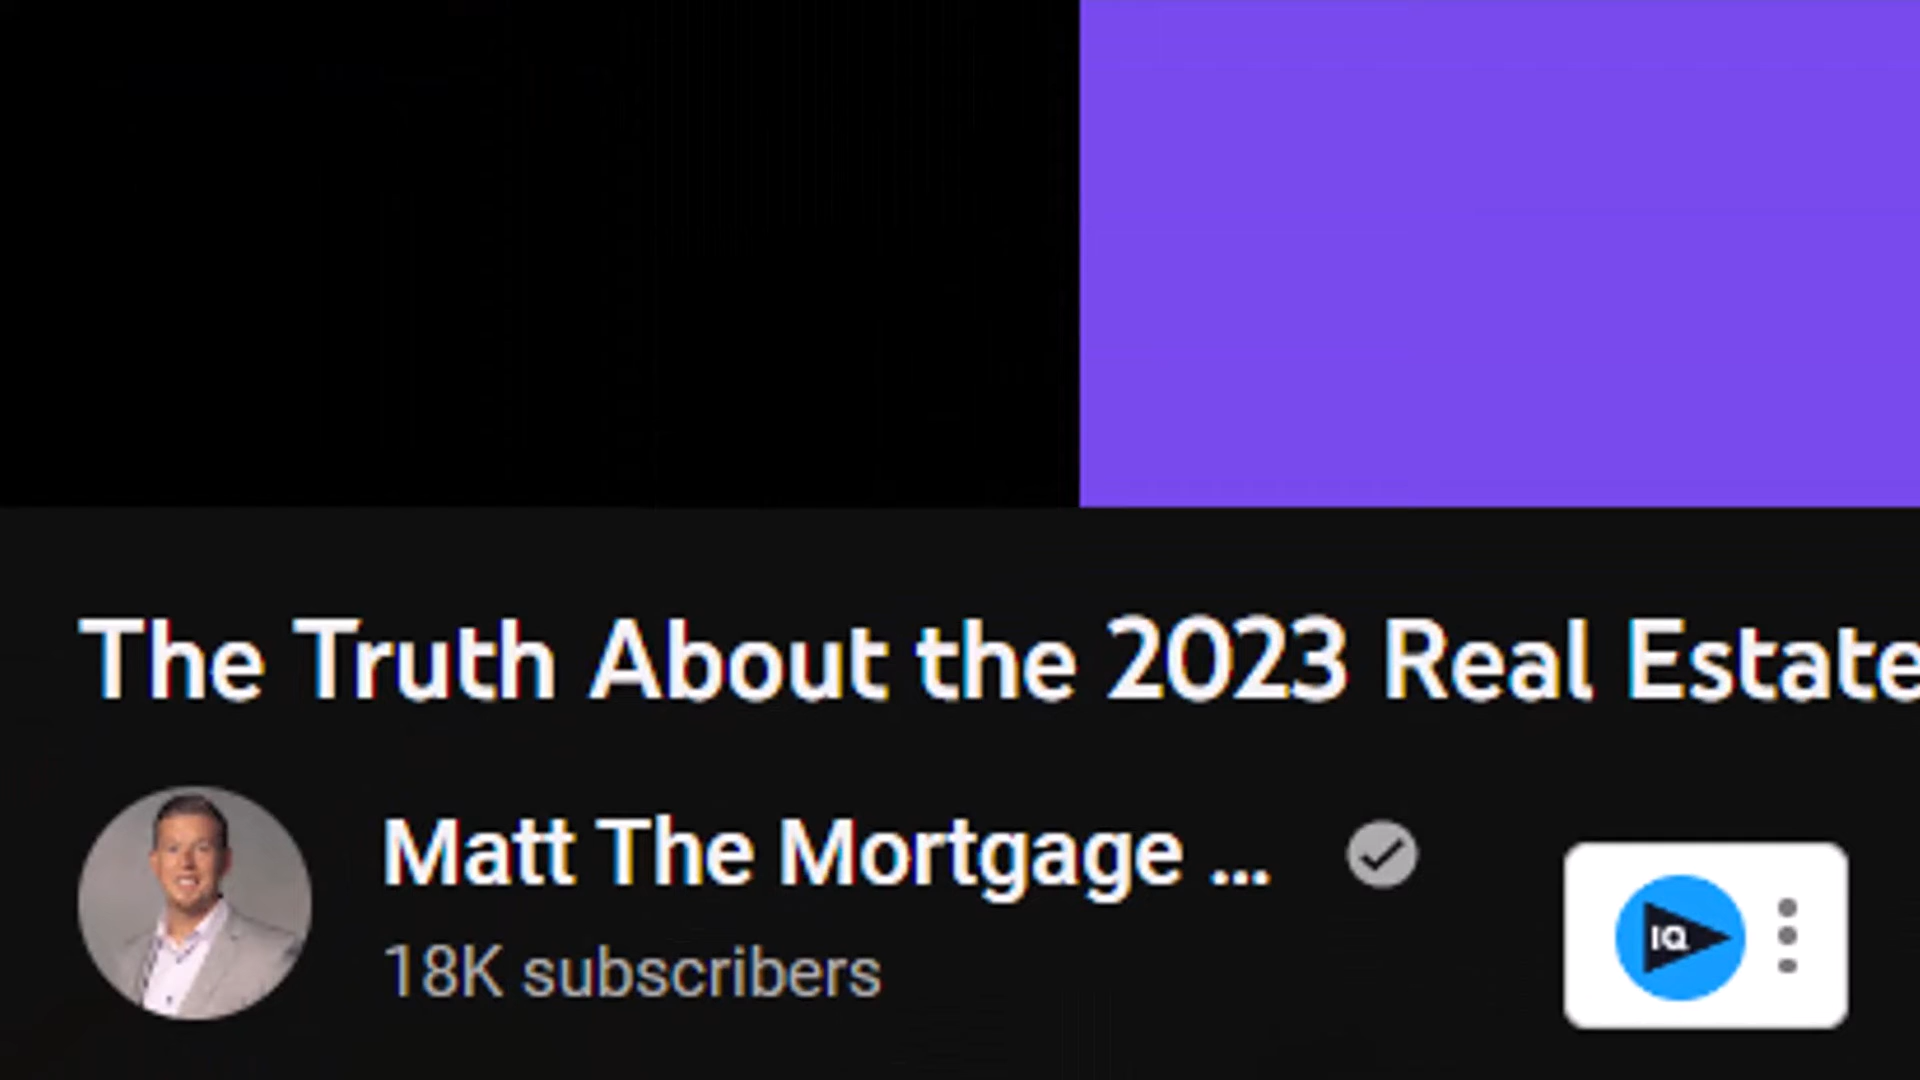 The Truth About the 2023 Real Estate
Matt The Mortgage ...
18K subscribers
IQ